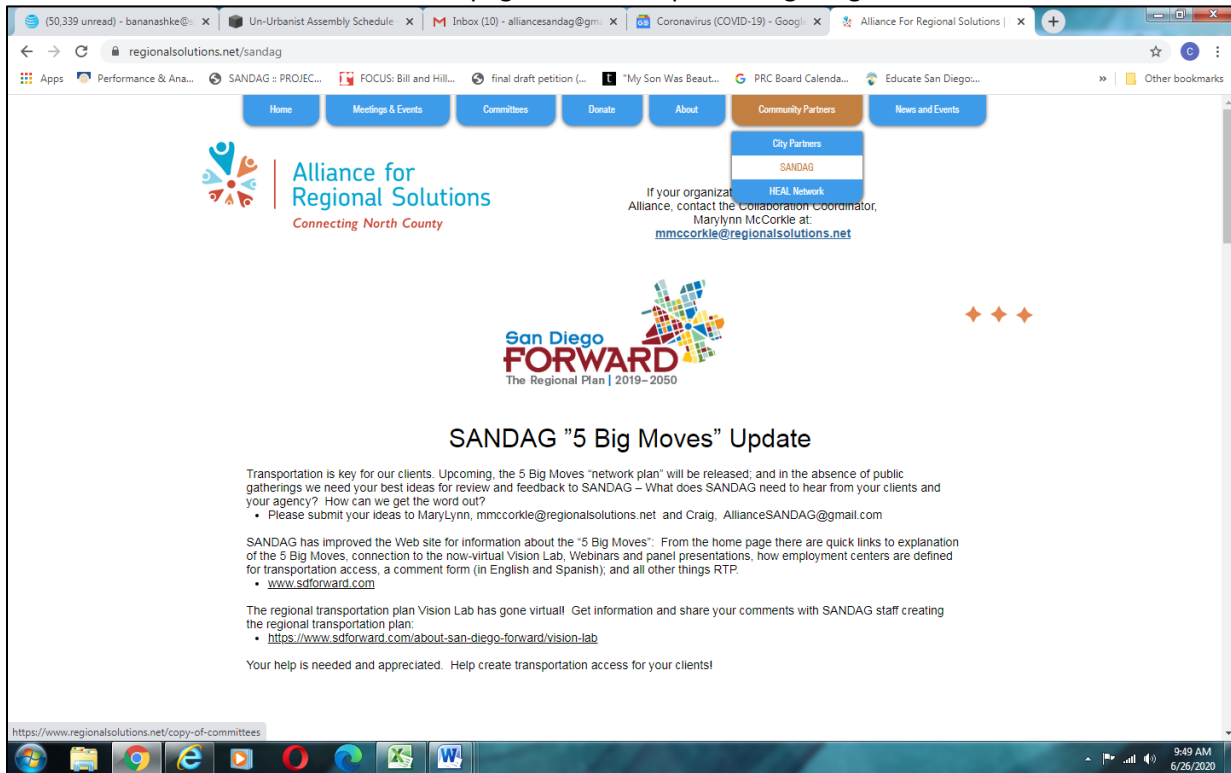 (50,339 unread) - bananashke@s
Un-Urbanist Assembly Schedule
Inbox (10) - alliancesandag@gma
Coronavirus (COVID-19) - Google
Alliance For Regional Solutions |
regionalsolutions.net/sandag
Apps
Performance & Ana...
SANDAG :: PROJEC...
FOCUS: Bill and Hill...
final draft petition (...
"My Son Was Beaut...
PRC Board Calenda...
Educate San Diego:...
»
Other bookmarks
Home
Meetings & Events
Committees
Donate
About
Community Partners
News and Events
City Partners
SANDAG
HEAL Network
Alliance for
Regional Solutions
Connecting North County
If your organizat
Alliance, contact the Collaboration Coordinator,
Marylynn McCorkle at:
mmccorkle@regionalsolutions.net
San Diego
FORWARD
The Regional Plan | 2019–2050
SANDAG "5 Big Moves" Update
Transportation is key for our clients. Upcoming, the 5 Big Moves “network plan” will be released; and in the absence of public
gatherings we need your best ideas for review and feedback to SANDAG – What does SANDAG need to hear from your clients and
your agency? How can we get the word out?
• Please submit your ideas to MaryLynn, mmccorkle@regionalsolutions.net and Craig, AllianceSANDAG@gmail.com
SANDAG has improved the Web site for information about the “5 Big Moves”: From the home page there are quick links to explanation
of the 5 Big Moves, connection to the now-virtual Vision Lab, Webinars and panel presentations, how employment centers are defined
for transportation access, a comment form (in English and Spanish); and all other things RTP.
• www.sdforward.com
The regional transportation plan Vision Lab has gone virtual! Get information and share your comments with SANDAG staff creating
the regional transportation plan:
• https://www.sdforward.com/about-san-diego-forward/vision-lab
Your help is needed and appreciated. Help create transportation access for your clients!
https://www.regionalsolutions.net/copy-of-committees
9:49 AM
6/26/2020